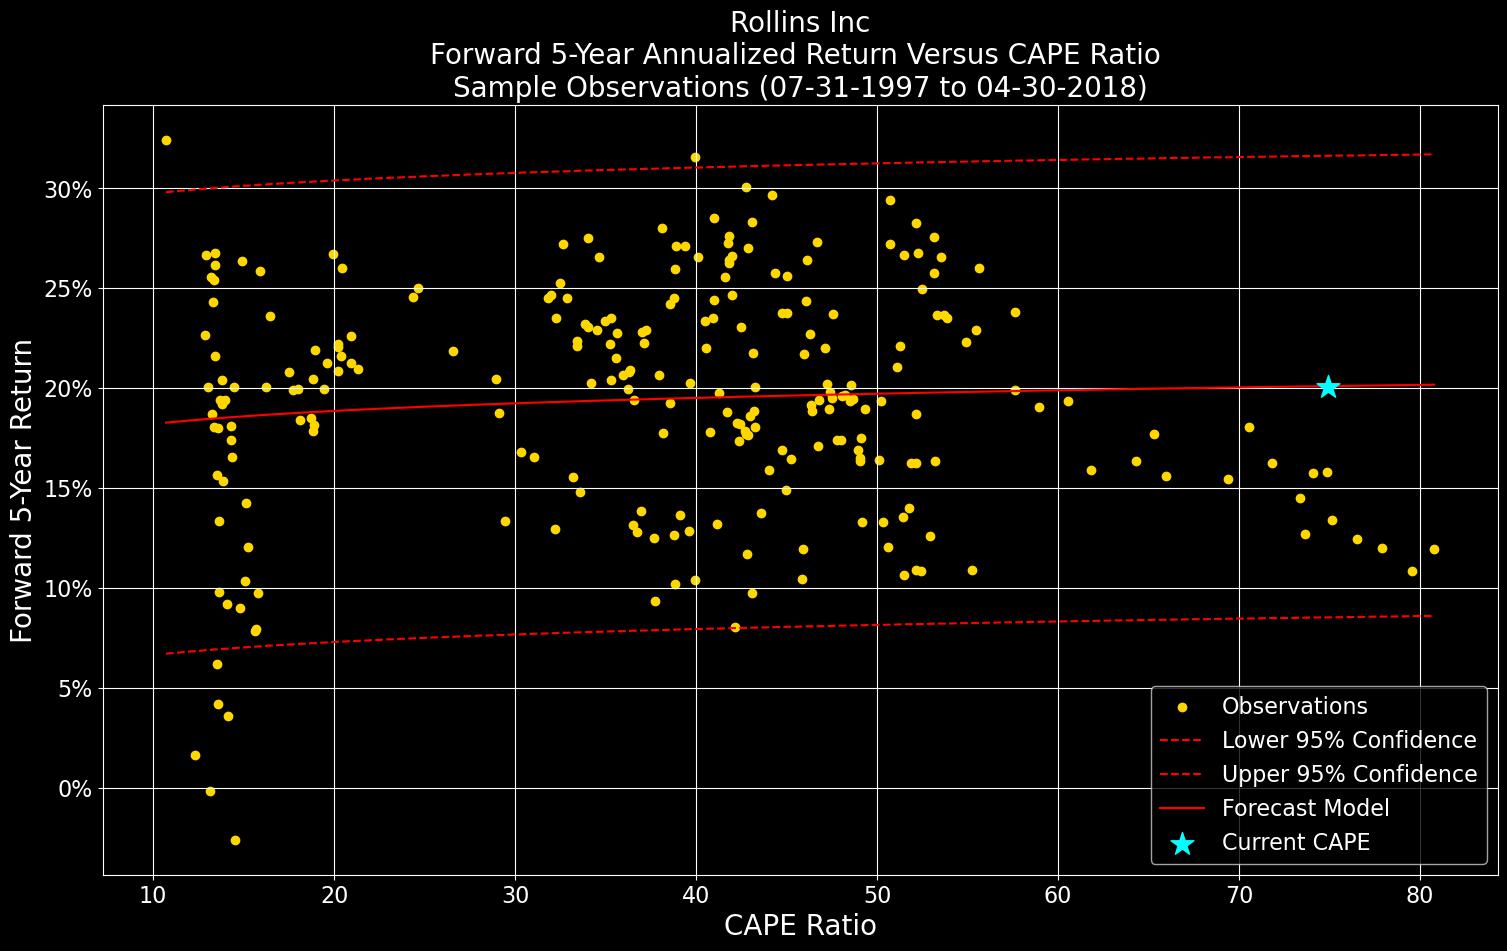 Rollins Inc
Forward 5-Year Annualized Return Versus CAPE Ratio
Sample Observations (07-31-1997 to 04-30-2018)
Forward 5-Year Return
30%
25%
20%
15%
10%
5%
0%
10 20 30 40 50 60 70 80
CAPE Ratio
Observations
Lower 95% Confidence
Upper 95% Confidence
Forecast Model
Current CAPE